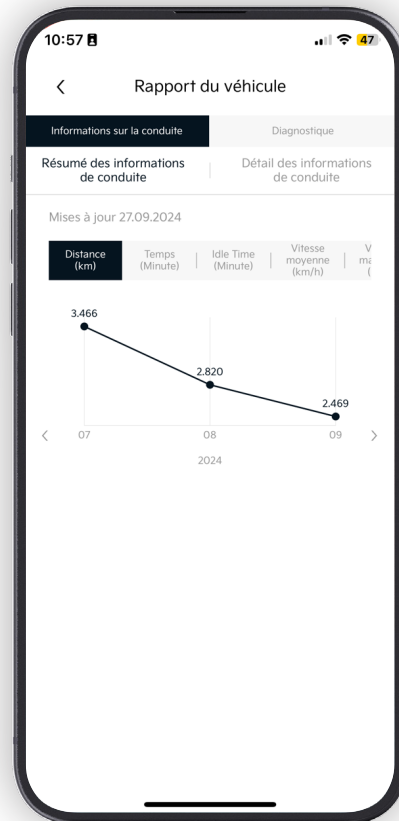 10:57
47
Rapport du véhicule
Informations sur la conduite
Diagnostique
Résumé des informations
de conduite
Détail des informations
de conduite
Mises à jour 27.09.2024
Distance
(km)
Temps
(Minute)
Idle Time
(Minute)
Vitesse
moyenne
(km/h)
V
ma
(
3.466
2.820
2.469
07
08
09
2024